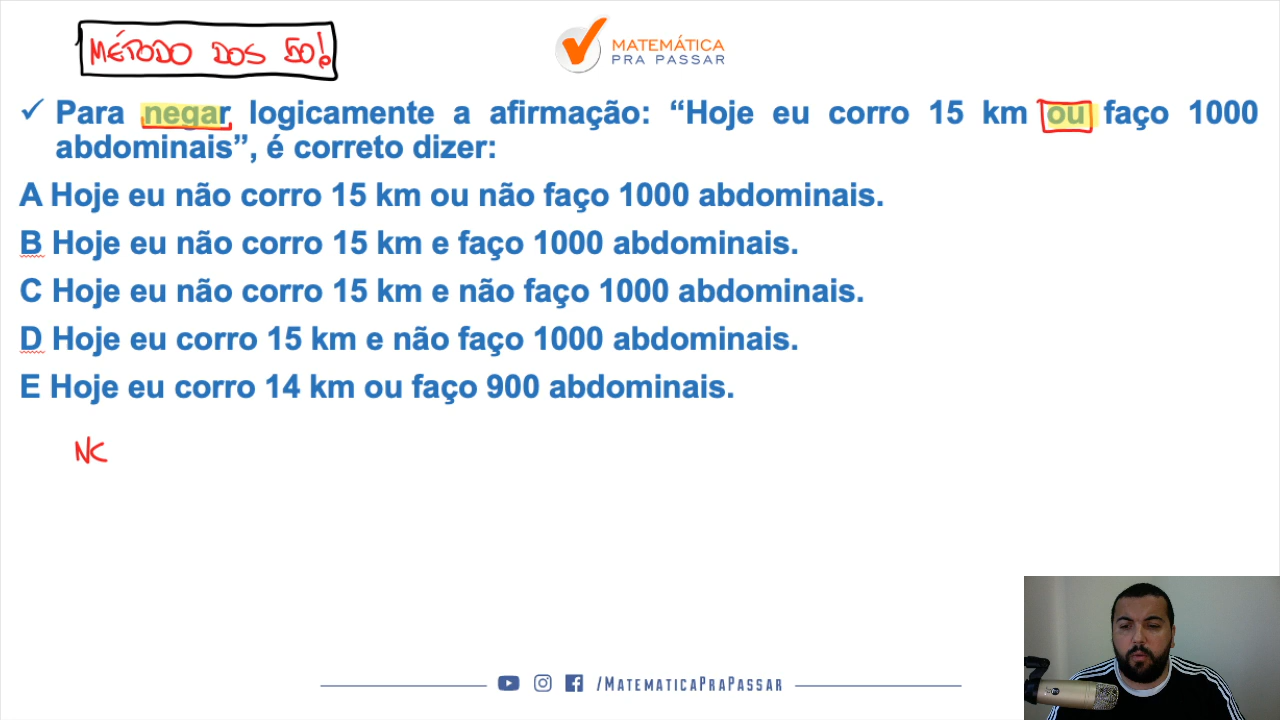 MÉTODO DOS 50!
MATEMÁTICA
PRA PASSAR
✓ Para negar logicamente a afirmação: “Hoje eu corro 15 km ou faço 1000
abdominais”, é correto dizer:
A Hoje eu não corro 15 km ou não faço 1000 abdominais.
B Hoje eu não corro 15 km e faço 1000 abdominais.
C Hoje eu não corro 15 km e não faço 1000 abdominais.
D Hoje eu corro 15 km e não faço 1000 abdominais.
E Hoje eu corro 14 km ou faço 900 abdominais.
NC
/MATEMATICAPRAPASSAR